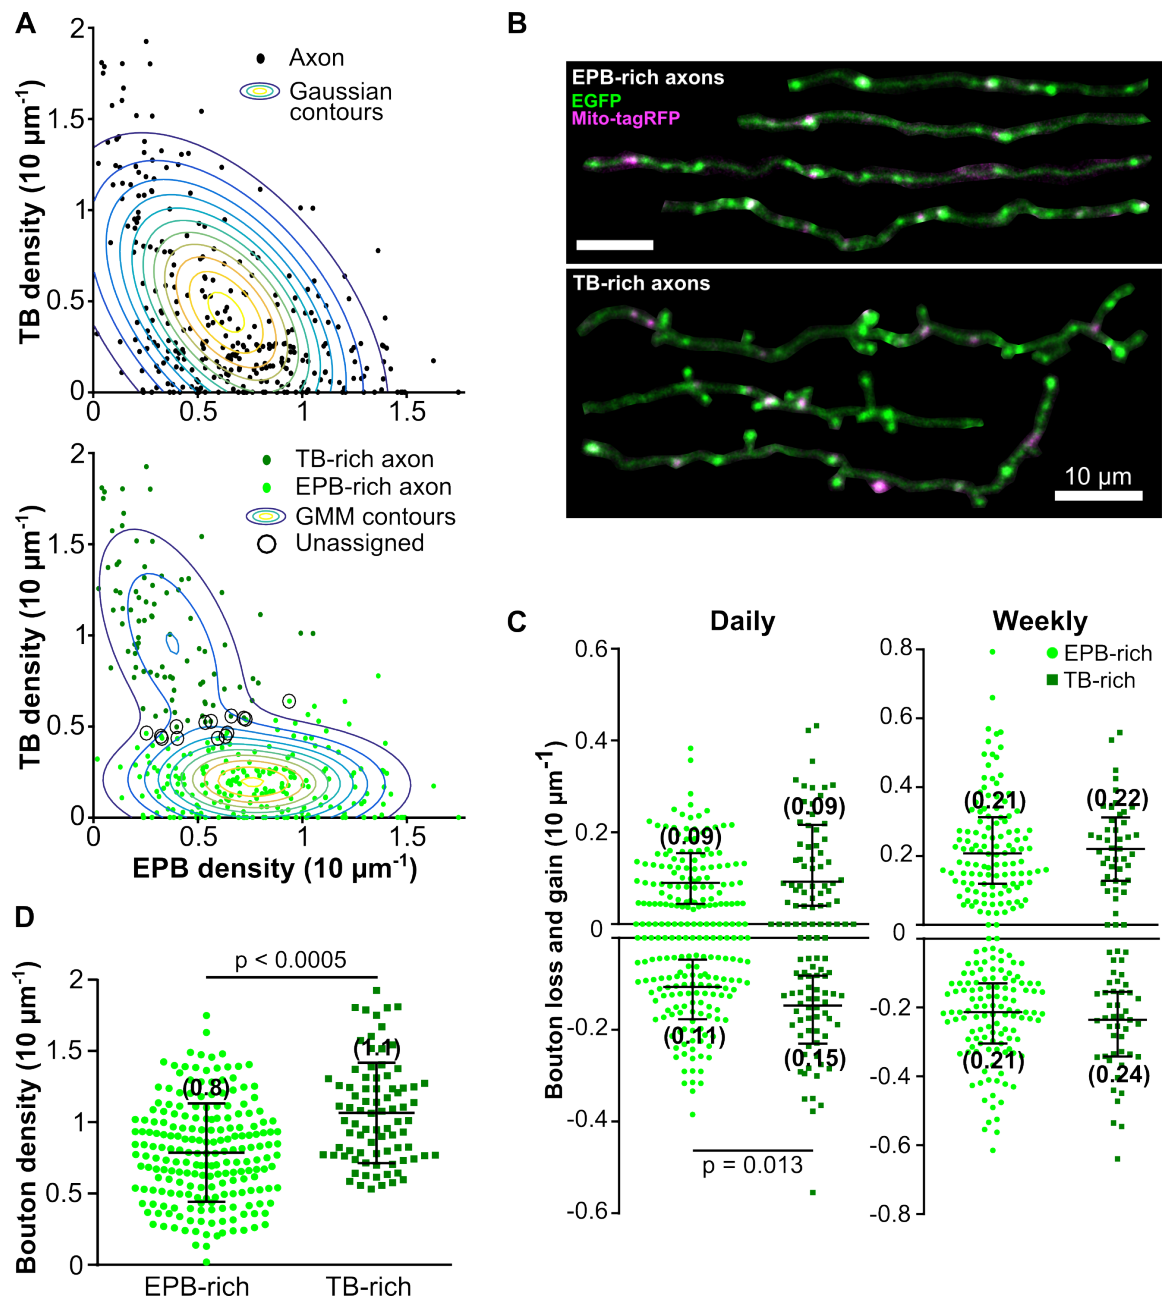 A
2
1.5
1
0.5
0
0
0.5
1
1.5
TB density (10 µm⁻¹)
Axon
Gaussian
contours
2
1.5
1
0.5
0
0
0.5
1
1.5
TB density (10 µm⁻¹)
EPB density (10 µm⁻¹)
TB-rich axon
EPB-rich axon
GMM contours
Unassigned
B
EPB-rich axons
EGFP
Mito-tagRFP
TB-rich axons
10 µm
C
Daily
Weekly
Bouton loss and gain (10 µm⁻¹)
0.6
0.4
0.2
0
-0.2
-0.4
-0.6
(0.09)
(0.09)
(0.11)
(0.15)
p = 0.013
0.8
0.6
0.4
0.2
0
-0.2
-0.4
-0.6
-0.8
EPB-rich
TB-rich
(0.21)
(0.22)
(0.21)
(0.24)
D
Bouton density (10 µm⁻¹)
2
1.5
1
0.5
0
p < 0.0005
(0.8)
(1.1)
EPB-rich
TB-rich